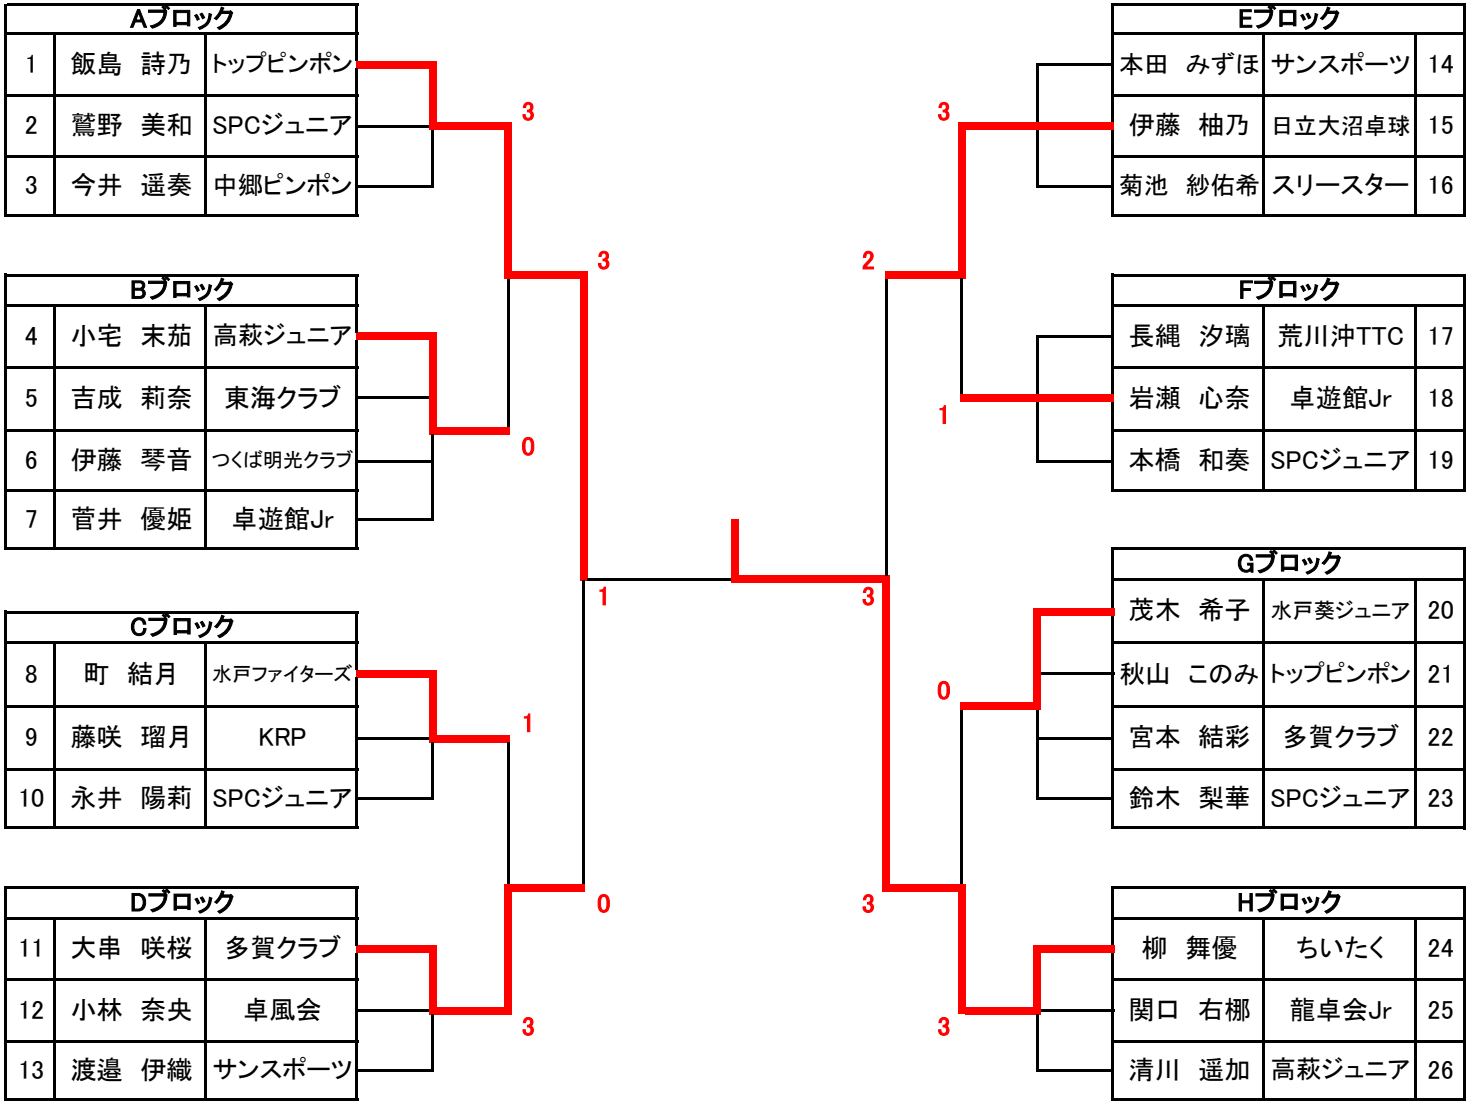 Aブロック
1 飯島 詩乃 トップピンポン
2 鷲野 美和 SPCジュニア
3 今井 遥奏 中郷ピンポン
Bブロック
4 小宅 末茄 高萩ジュニア
5 吉成 莉奈 東海クラブ
6 伊藤 琴音 つくば明光クラブ
7 菅井 優姫 卓遊館Jr
Cブロック
8 町 結月 水戸ファイターズ
9 藤咲 瑠月 KRP
10 永井 陽莉 SPCジュニア
Dブロック
11 大串 咲桜 多賀クラブ
12 小林 奈央 卓風会
13 渡邉 伊織 サンスポーツ
3
3
0
1
1
0
3
3
2
1
3
0
3
3
Eブロック
本田 みずほ サンスポーツ 14
伊藤 柚乃 日立大沼卓球 15
菊池 紗佑希 スリースター 16
Fブロック
長縄 汐璃 荒川沖TTC 17
岩瀬 心奈 卓遊館Jr 18
本橋 和奏 SPCジュニア 19
Gブロック
茂木 希子 水戸葵ジュニア 20
秋山 このみ トップピンポン 21
宮本 結彩 多賀クラブ 22
鈴木 梨華 SPCジュニア 23
Hブロック
柳 舞優 ちいたく 24
関口 右梛 龍卓会Jr 25
清川 遥加 高萩ジュニア 26